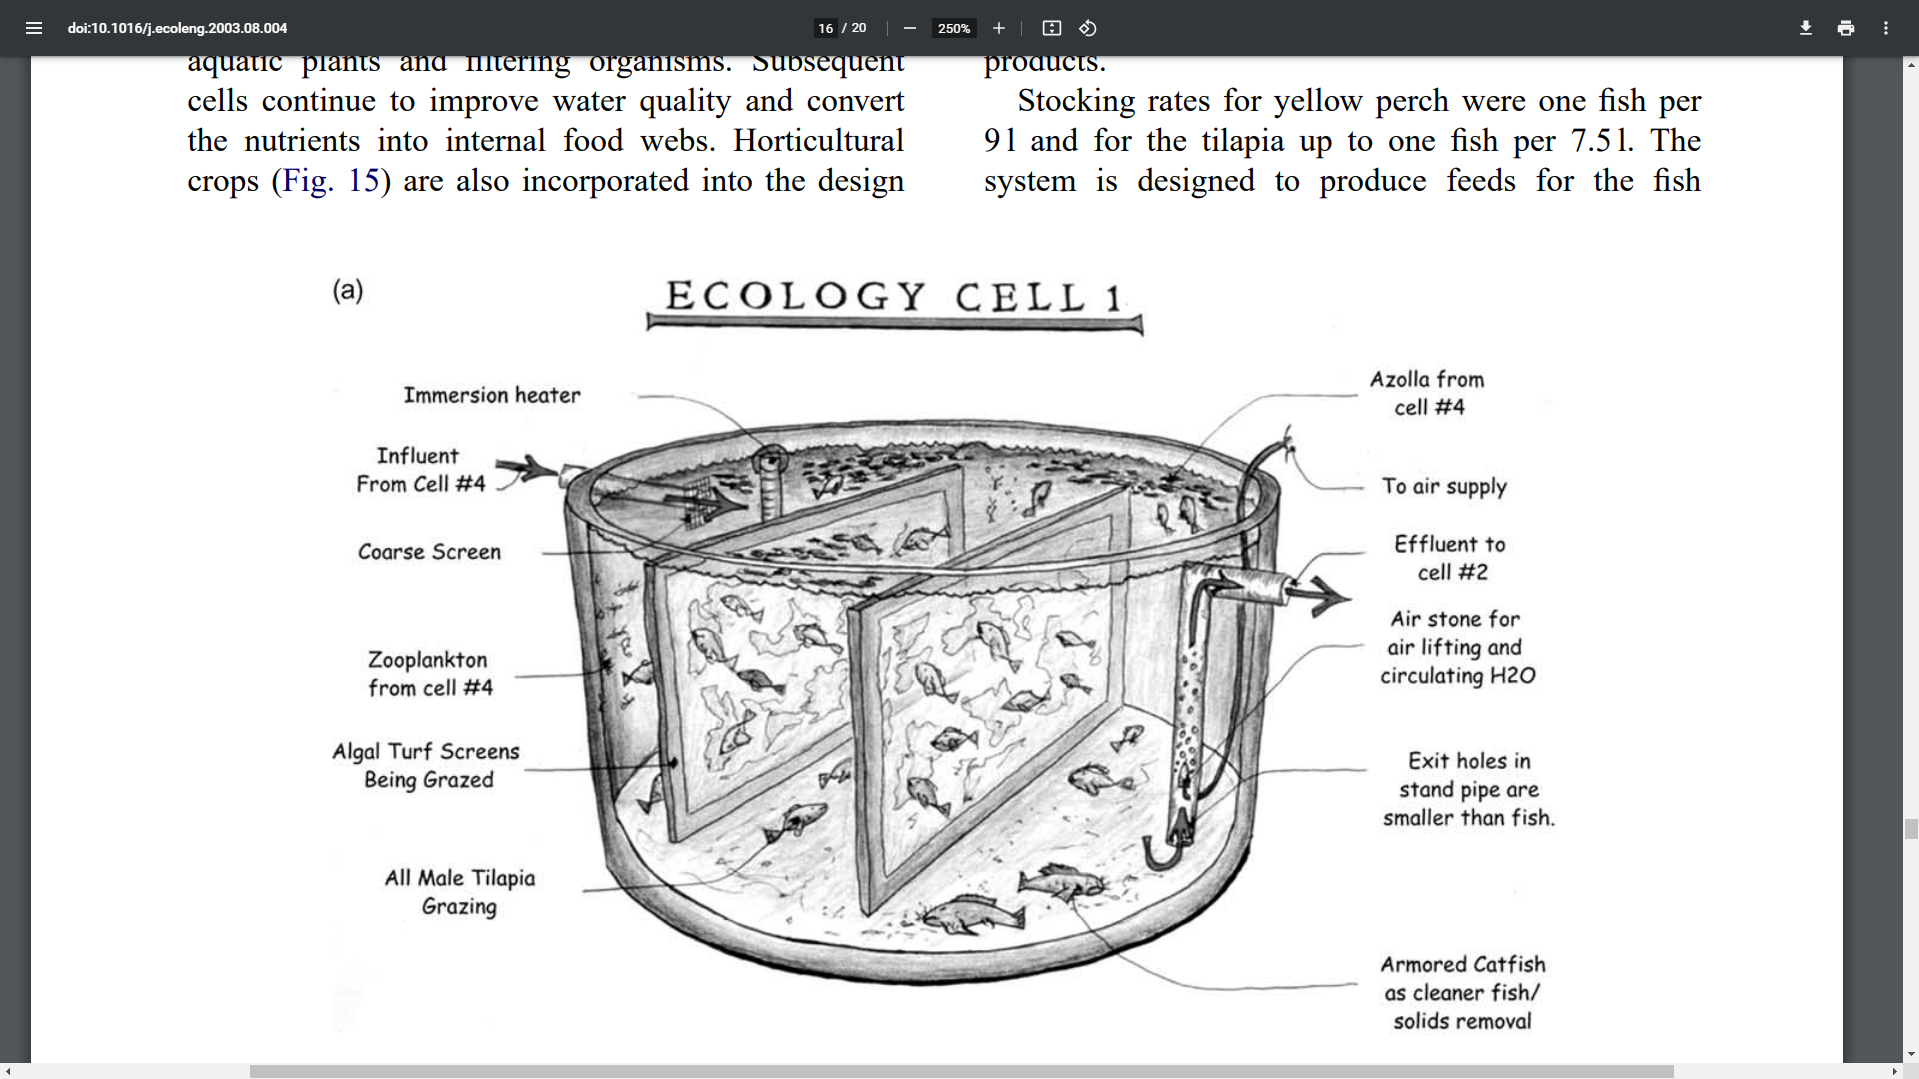 doi:10.1016/j.ecoleng.2003.08.004
16 / 20
250%
aquatic plants and filtering organisms. Subsequent
cells continue to improve water quality and convert
the nutrients into internal food webs. Horticultural
crops (Fig. 15) are also incorporated into the design
products.
Stocking rates for yellow perch were one fish per
9 l and for the tilapia up to one fish per 7.5 l. The
system is designed to produce feeds for the fish
(a)
ECOLOGY CELL 1
Immersion heater
Influent
From Cell #4
Coarse Screen
Zooplankton
from cell #4
Algal Turf Screens
Being Grazed
All Male Tilapia
Grazing
Azolla from
cell #4
To air supply
Effluent to
cell #2
Air stone for
air lifting and
circulating H2O
Exit holes in
stand pipe are
smaller than fish.
Armored Catfish
as cleaner fish/
solids removal